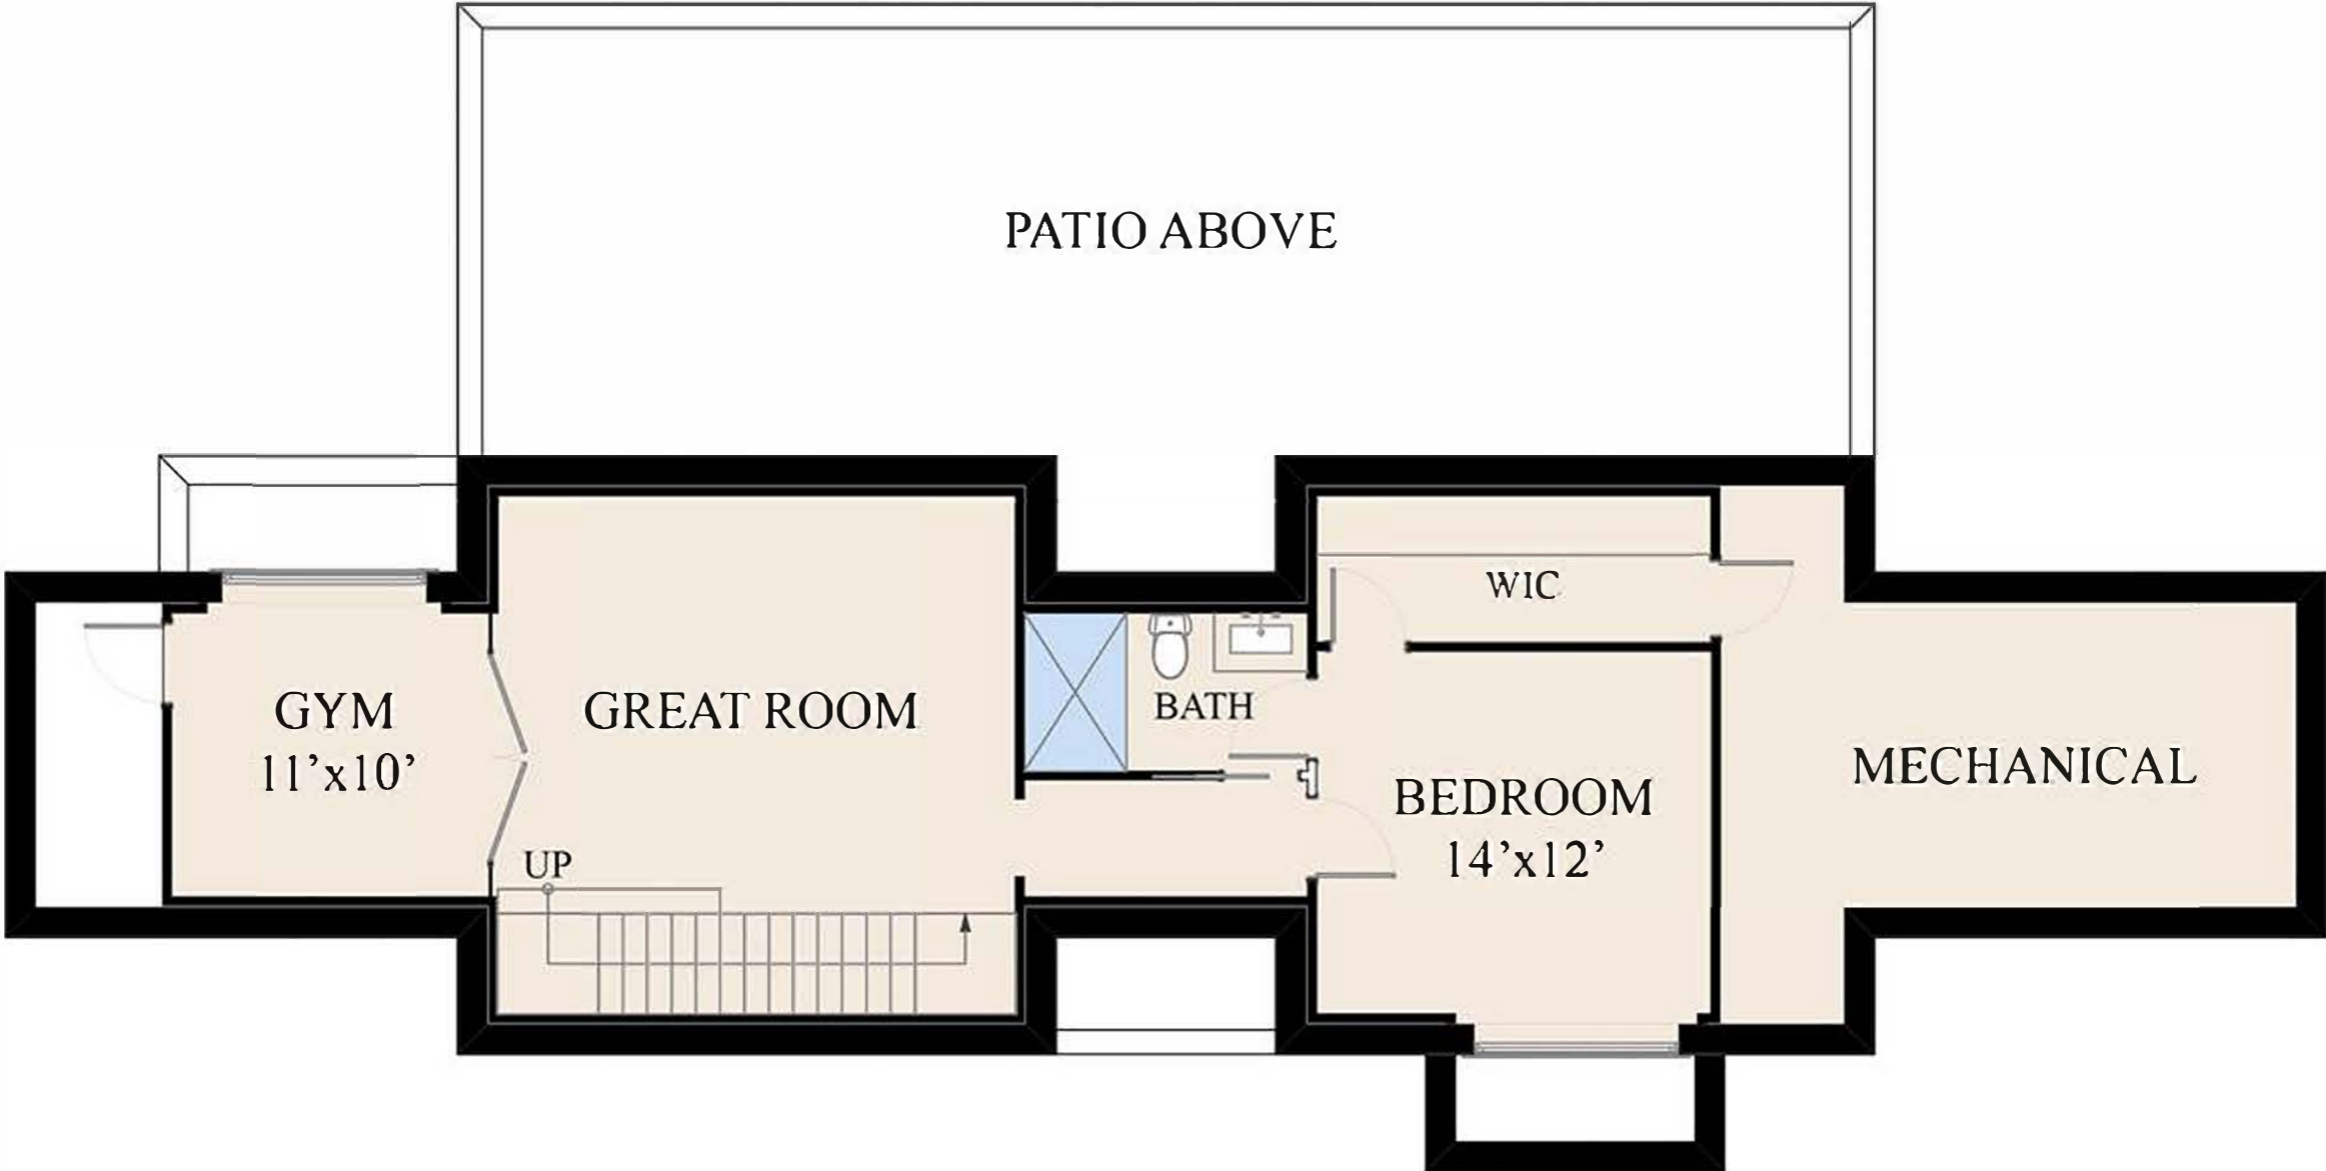 PATIO ABOVE
WIC
GYM
11'x10'
GREAT ROOM
BATH
BEDROOM
14'x12'
MECHANICAL
UP